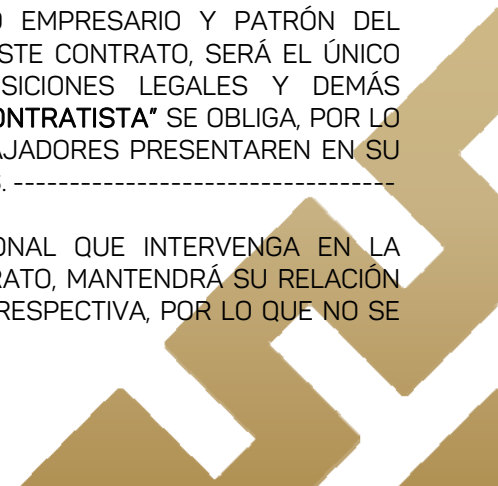 EMPRESARIO Y PATRÓN DEL
STE CONTRATO, SERÁ EL ÚNICO
SICIONES LEGALES Y DEMÁS
ONTRATISTA" SE OBLIGA, POR LO
AJADORES PRESENTAREN EN SU
S. ----------------------------------
ONAL QUE INTERVENGA EN LA
RATO, MANTENDRÁ SU RELACIÓN
RESPECTIVA, POR LO QUE NO SE